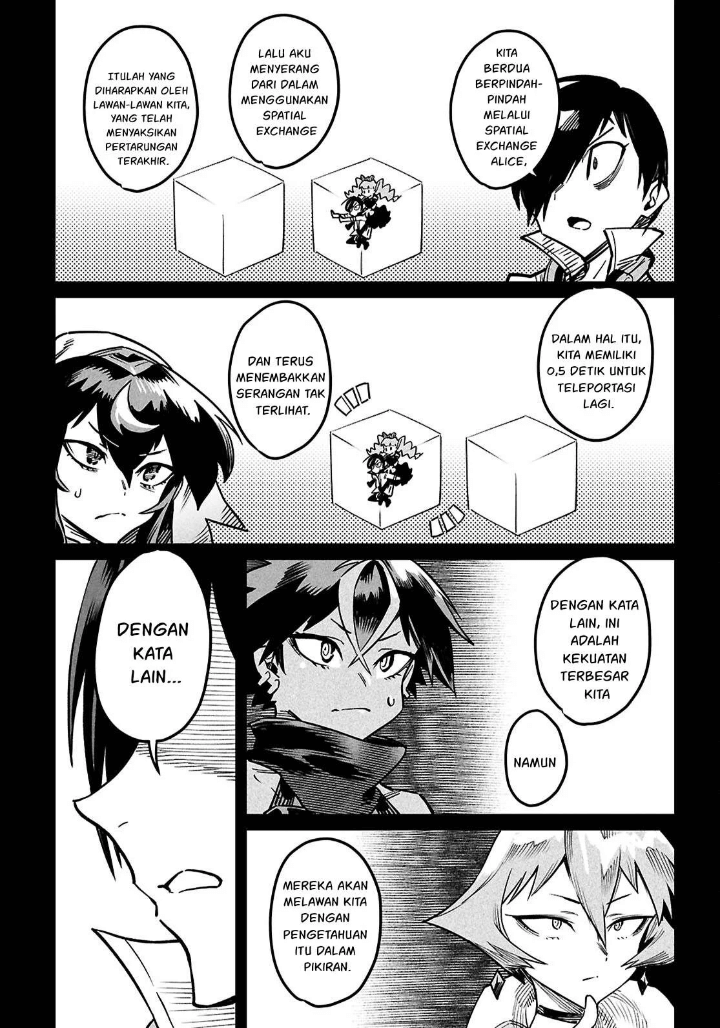 KITA
BERDUA
BERPINDAH-
PINDAH
MELALUI
SPATIAL
EXCHANGE
ALICE,
LALU AKU
MENYERANG
DARI DALAM
MENGGUNAKAN
SPATIAL
EXCHANGE
ITULAH YANG
DIHARAPKAN OLEH
LAWAN-LAWAN KITA,
YANG TELAH
MENYAKSIKAN
PERTARUNGAN
TERAKHIR.
DALAM HAL ITU,
KITA MEMILIKI
0,5 DETIK UNTUK
TELEPORTASI
LAGI.
DAN TERUS
MENEMBAKKAN
SERANGAN TAK
TERLIHAT.
DENGAN KATA
LAIN, INI
ADALAH
KEKUATAN
TERBESAR
KITA
NAMUN
DENGAN
KATA
LAIN...
MEREKA AKAN
MELAWAN KITA
DENGAN
PENGETAHUAN
ITU DALAM
PIKIRAN.